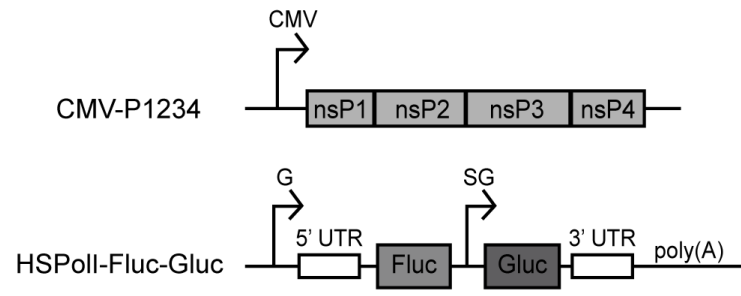 CMV
CMV-P1234
nsP1 nsP2 nsP3 nsP4
G SG
5' UTR 3' UTR poly(A)
HSPolI-Fluc-Gluc Fluc Gluc